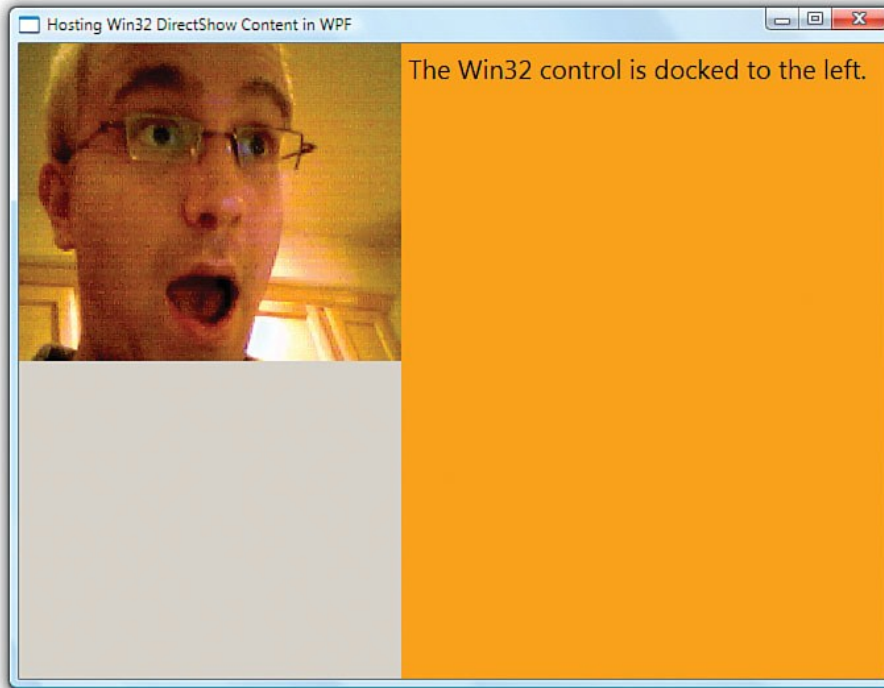 Hosting Win32 DirectShow Content in WPF
The Win32 control is docked to the left.